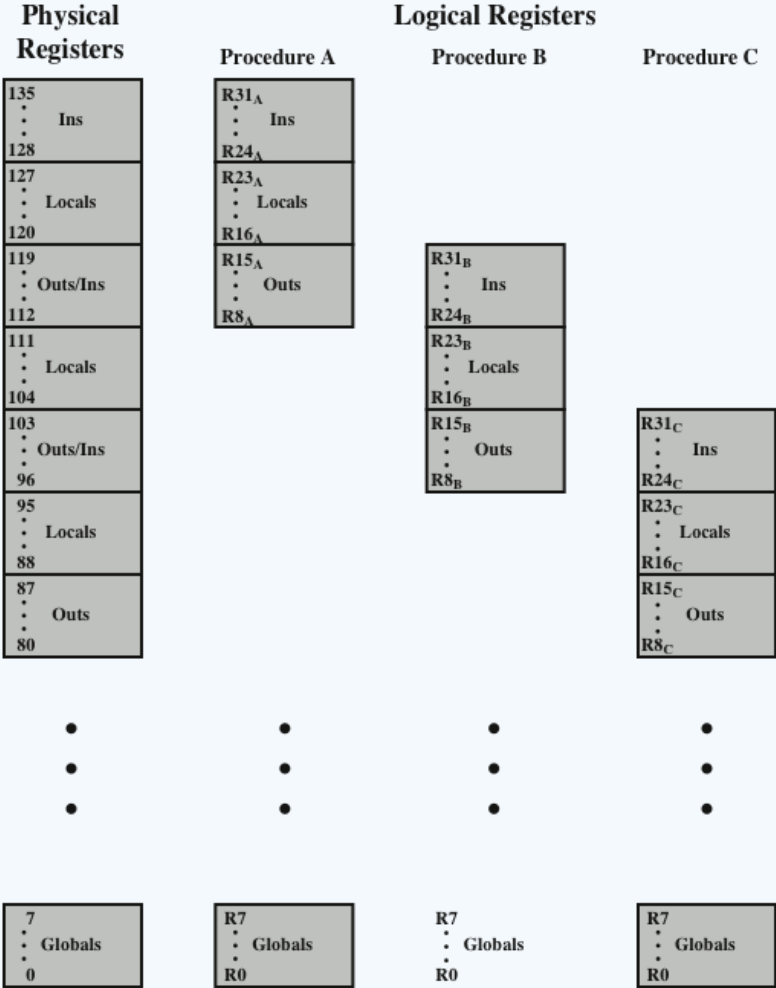 Physical
Registers
Logical Registers
Procedure A
Procedure B
Procedure C
135
Ins
128
127
Locals
120
119
Outs/Ins
112
111
Locals
104
103
Outs/Ins
96
95
Locals
88
87
Outs
80
7
Globals
0
R31A
Ins
R24A
R23A
Locals
R16A
R15A
Outs
R8A
R7
Globals
R0
R31B
Ins
R24B
R23B
Locals
R16B
R15B
Outs
R8B
R7
Globals
R0
R31C
Ins
R24C
R23C
Locals
R16C
R15C
Outs
R8C
R7
Globals
R0